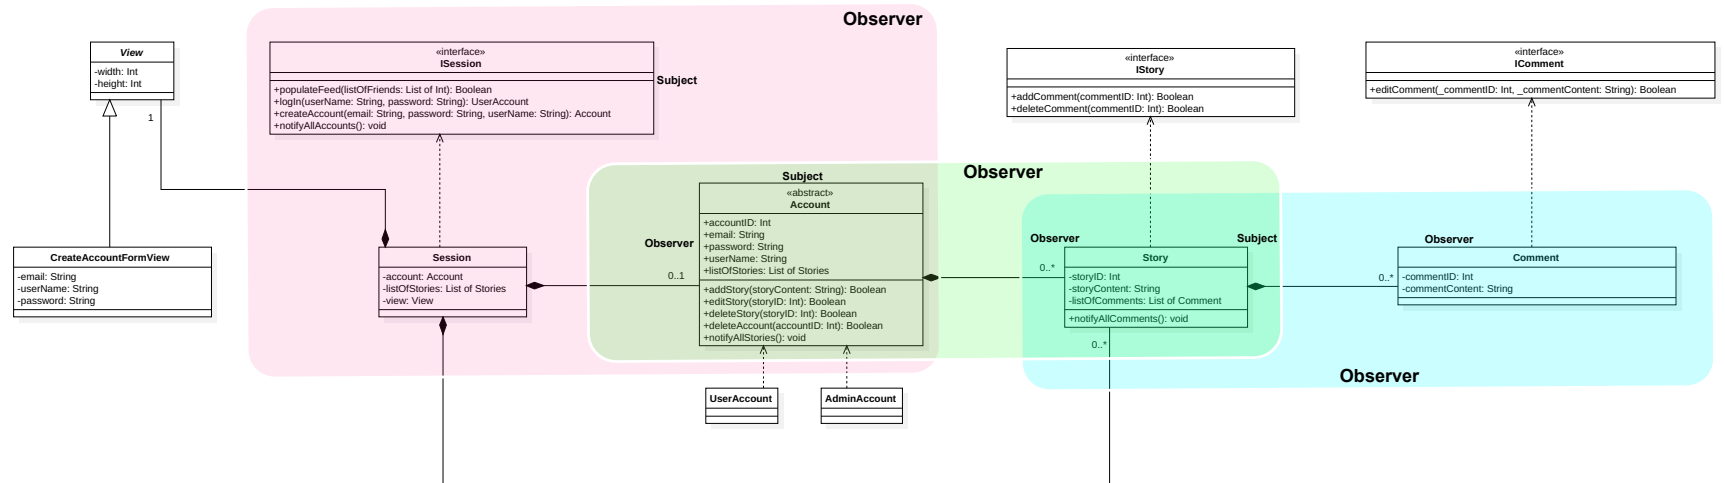 Observer
View
-width: Int
-height: Int
1
«interface»
ISession
+populateFeed(listOfFriends: List of Int): Boolean
+logIn(userName: String, password: String): UserAccount
+createAccount(email: String, password: String, userName: String): Account
+notifyAllAccounts(): void
Subject
«interface»
IStory
+addComment(commentID: Int): Boolean
+deleteComment(commentID: Int): Boolean
«interface»
IComment
+editComment(_commentID: Int, _commentContent: String): Boolean
Observer
Subject
«abstract»
Account
+accountID: Int
+email: String
+password: String
+userName: String
+listOfStories: List of Stories
+addStory(storyContent: String): Boolean
+editStory(storyID: Int): Boolean
+deleteStory(storyID: Int): Boolean
+deleteAccount(accountID: Int): Boolean
+notifyAllStories(): void
Observer
0..1
CreateAccountFormView
-email: String
-userName: String
-password: String
Session
-account: Account
-listOfStories: List of Stories
-view: View
Observer
Subject
0..*
Story
-storyID: Int
-storyContent: String
-listOfComments: List of Comment
+notifyAllComments(): void
0..*
Observer
0..*
Comment
-commentID: Int
-commentContent: String
Observer
UserAccount
AdminAccount